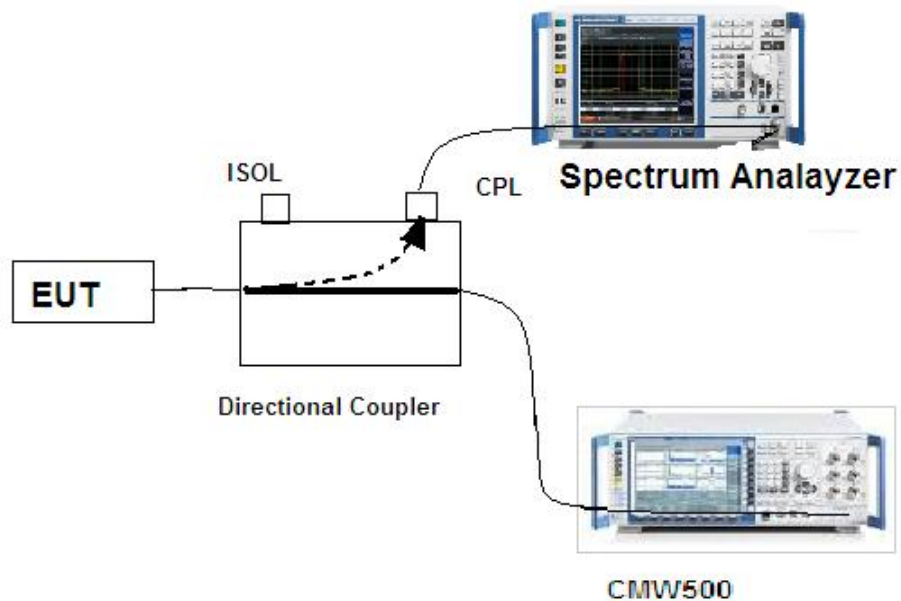 ISOL
CPL
Spectrum Analayzer
EUT
Directional Coupler
CMW500